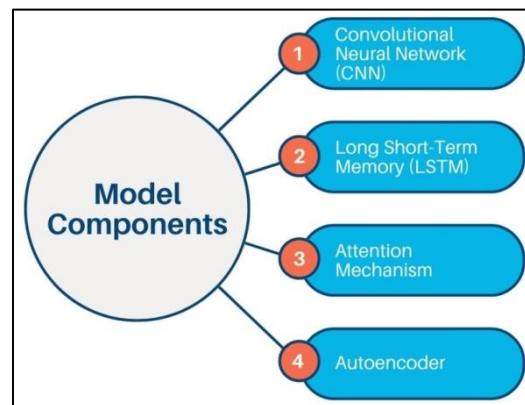 Model
Components
1
Convolutional
Neural Network
(CNN)
2
Long Short-Term
Memory (LSTM)
3
Attention
Mechanism
4
Autoencoder